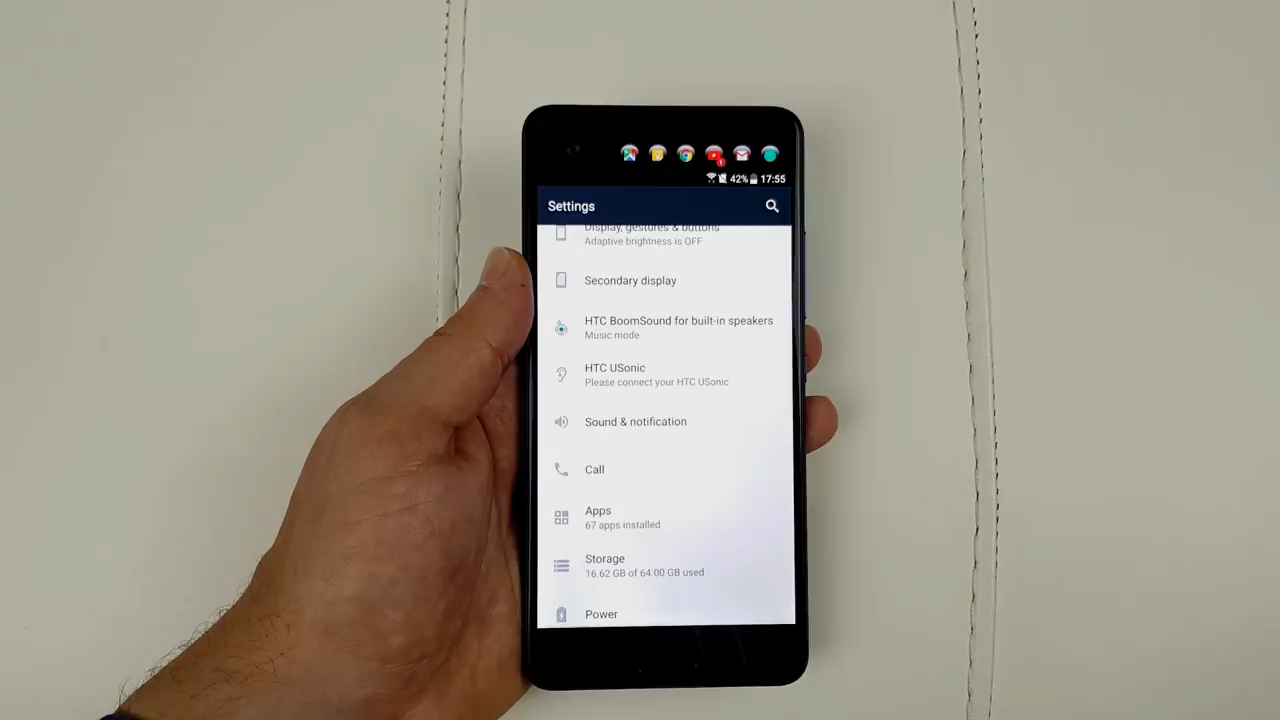 42% 17:55
Settings
Display, gestures & buttons
Adaptive brightness is OFF
Secondary display
HTC BoomSound for built-in speakers
Music mode
HTC USonic
Please connect your HTC USonic
Sound & notification
Call
Apps
67 apps installed
Storage
16.62 GB of 64.00 GB used
Power